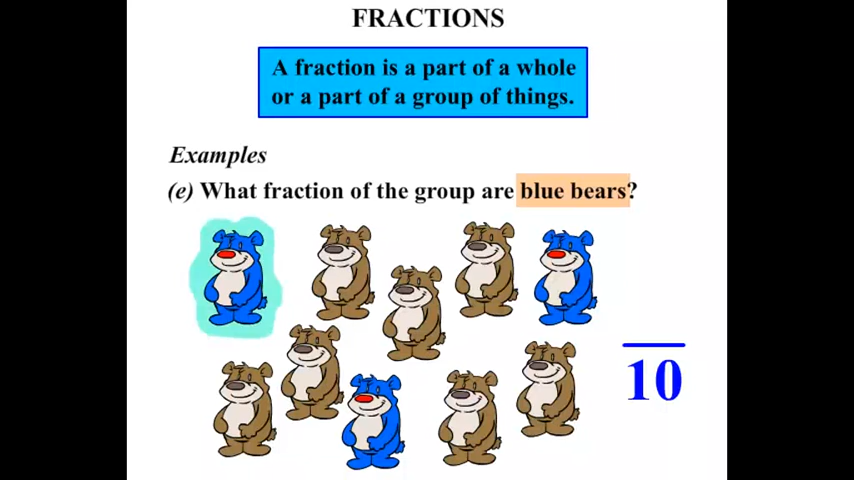 FRACTIONS
A fraction is a part of a whole
or a part of a group of things.
Examples
(e) What fraction of the group are blue bears?
10